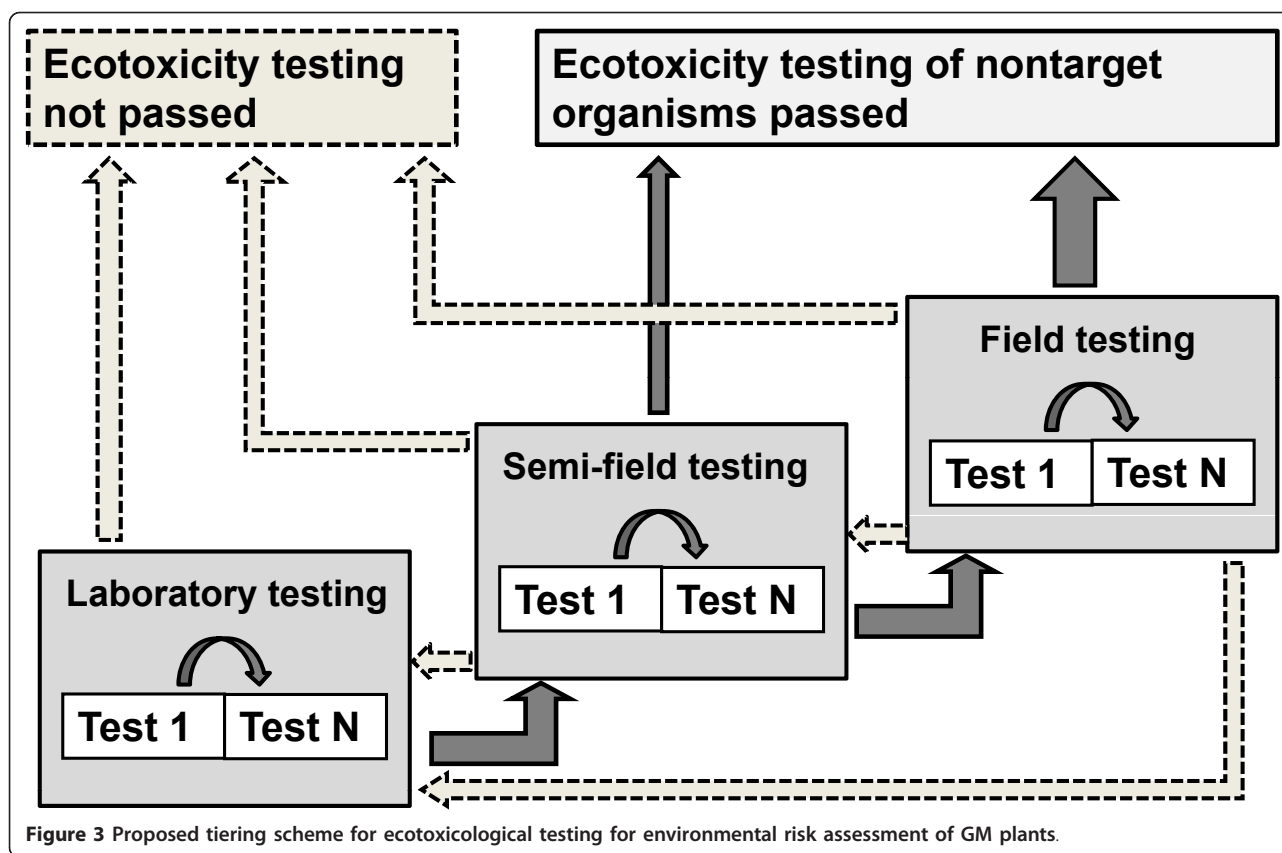 Ecotoxicity testing
not passed
Ecotoxicity testing of nontarget
organisms passed
Field testing
Test 1 Test N
Semi-field testing
Test 1 Test N
Laboratory testing
Test 1 Test N
Figure 3 Proposed tiering scheme for ecotoxicological testing for environmental risk assessment of GM plants.